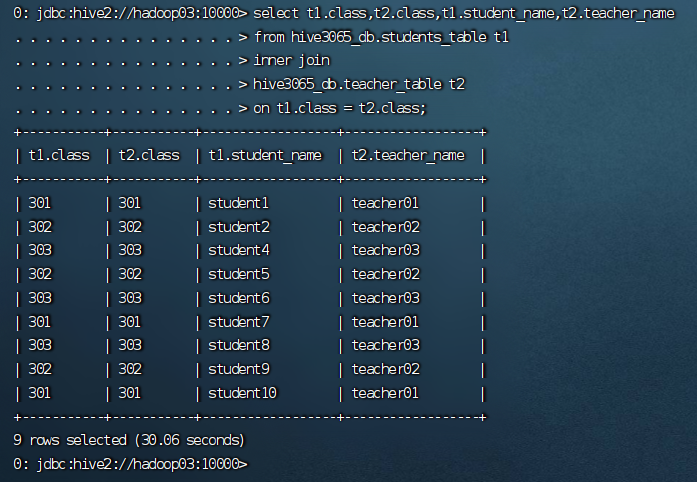 0: jdbc:hive2://hadoop03:10000> select t1.class,t2.class,t1.student_name,t2.teacher_name
. . . . . . . . . . . . . . . . > from hive3065_db.students_table t1
. . . . . . . . . . . . . . . . > inner join
. . . . . . . . . . . . . . . . > hive3065_db.teacher_table t2
. . . . . . . . . . . . . . . . > on t1.class = t2.class;
+-----------+-----------+------------------+------------------+
| t1.class  | t2.class  | t1.student_name  | t2.teacher_name  |
+-----------+-----------+------------------+------------------+
| 301       | 301       | student1         | teacher01        |
| 302       | 302       | student2         | teacher02        |
| 303       | 303       | student4         | teacher03        |
| 302       | 302       | student5         | teacher02        |
| 303       | 303       | student6         | teacher03        |
| 301       | 301       | student7         | teacher01        |
| 303       | 303       | student8         | teacher03        |
| 302       | 302       | student9         | teacher02        |
| 301       | 301       | student10        | teacher01        |
+-----------+-----------+------------------+------------------+
9 rows selected (30.06 seconds)
0: jdbc:hive2://hadoop03:10000>